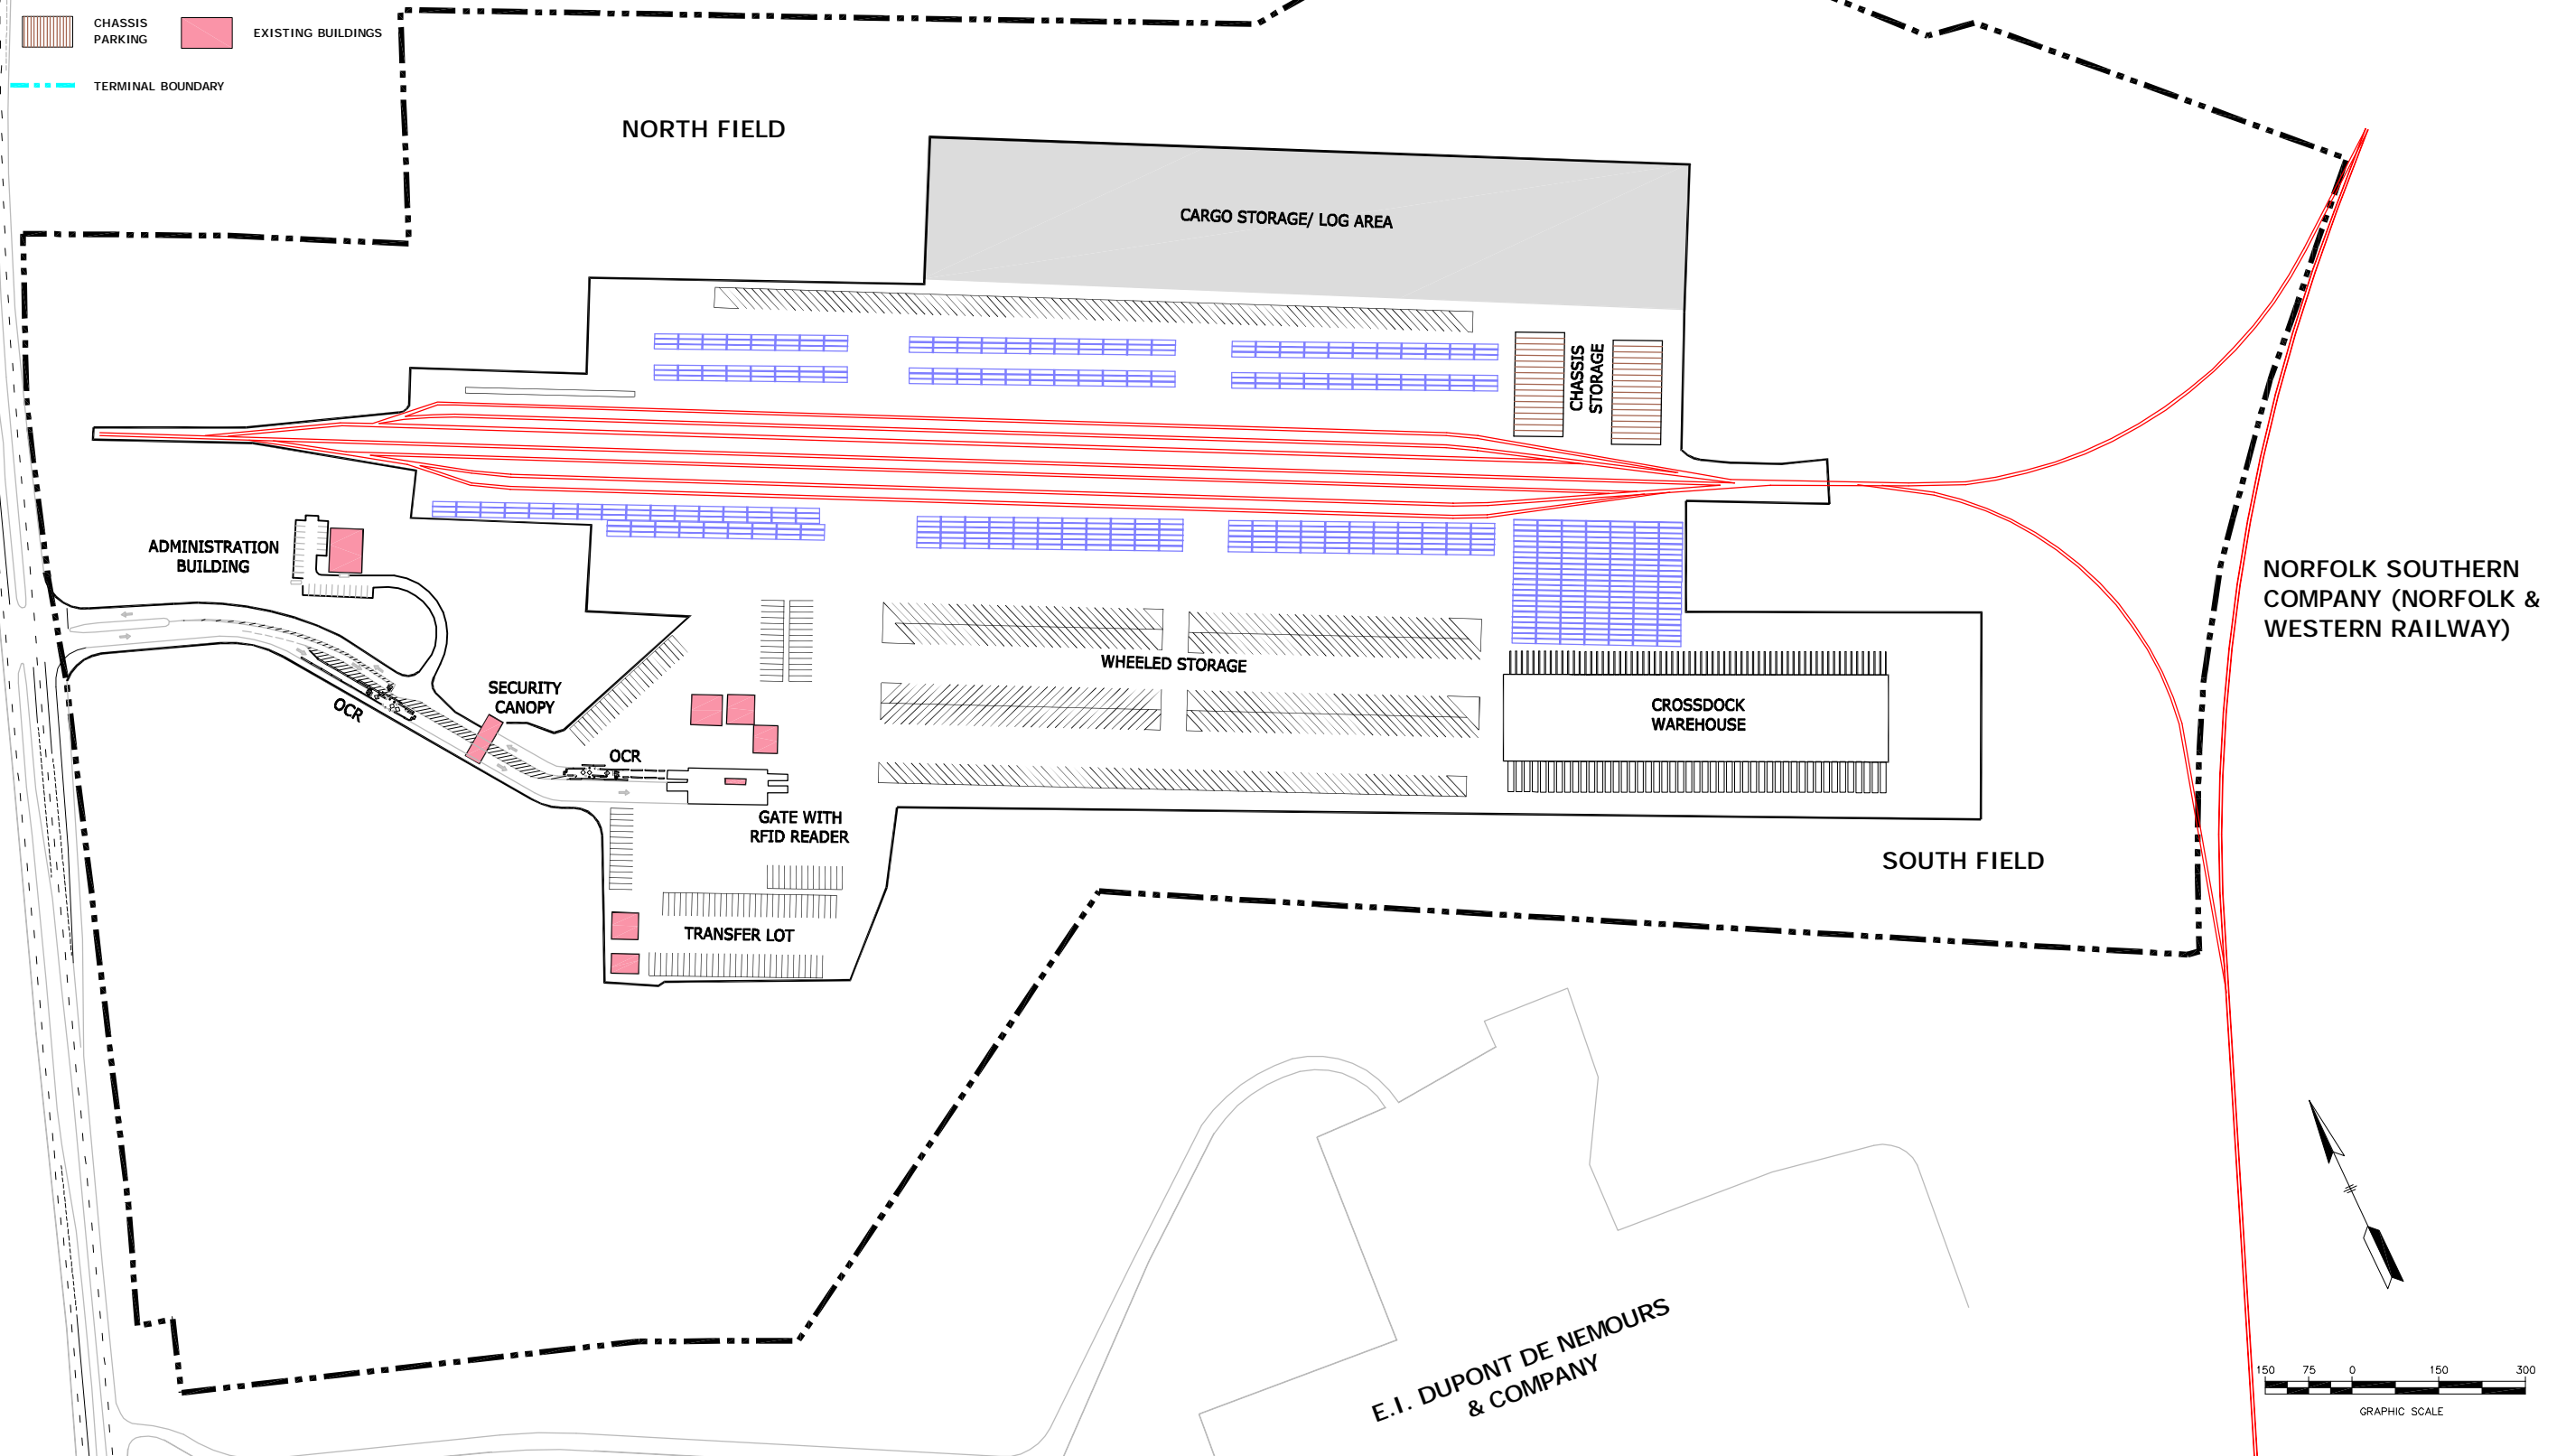 CHASSIS
PARKING
EXISTING BUILDINGS
TERMINAL BOUNDARY
NORTH FIELD
CARGO STORAGE/ LOG AREA
CHASSIS
STORAGE
ADMINISTRATION
BUILDING
NORFOLK SOUTHERN
COMPANY (NORFOLK &
WESTERN RAILWAY)
WHEELED STORAGE
SECURITY
CANOPY
OCR
CROSSDOCK
WAREHOUSE
OCR
GATE WITH
RFID READER
SOUTH FIELD
TRANSFER LOT
E.I. DUPONT DE NEMOURS
& COMPANY
150 75 0 150 300
GRAPHIC SCALE